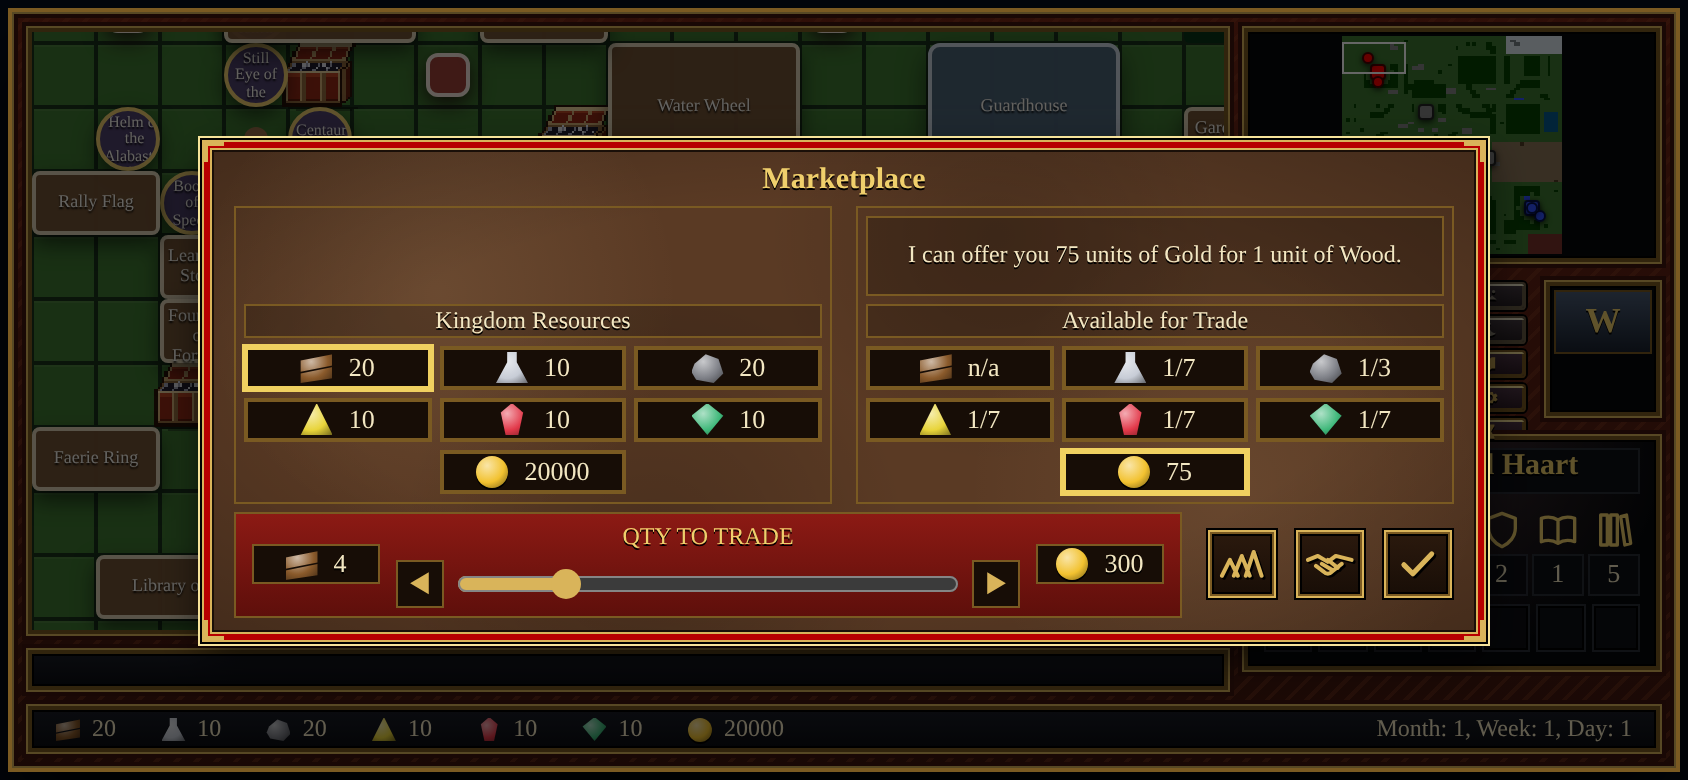 Still
Eye of
the
Water Wheel
Guardhouse
Helm
the
Alabast
Centaur
Rally Flag
of
Marketplace
I can offer you 75 units of Gold for 1 unit of Wood.
Kingdom Resources
Available for Trade
20
10
20
n/a
1/7
1/3
10
10
10
1/7
1/7
1/7
20000
75
W
Faerie Ring
Haart
QTY TO TRADE
4
300
Library
2
1
5
20
10
20
10
10
10
20000
Month: 1, Week: 1, Day: 1